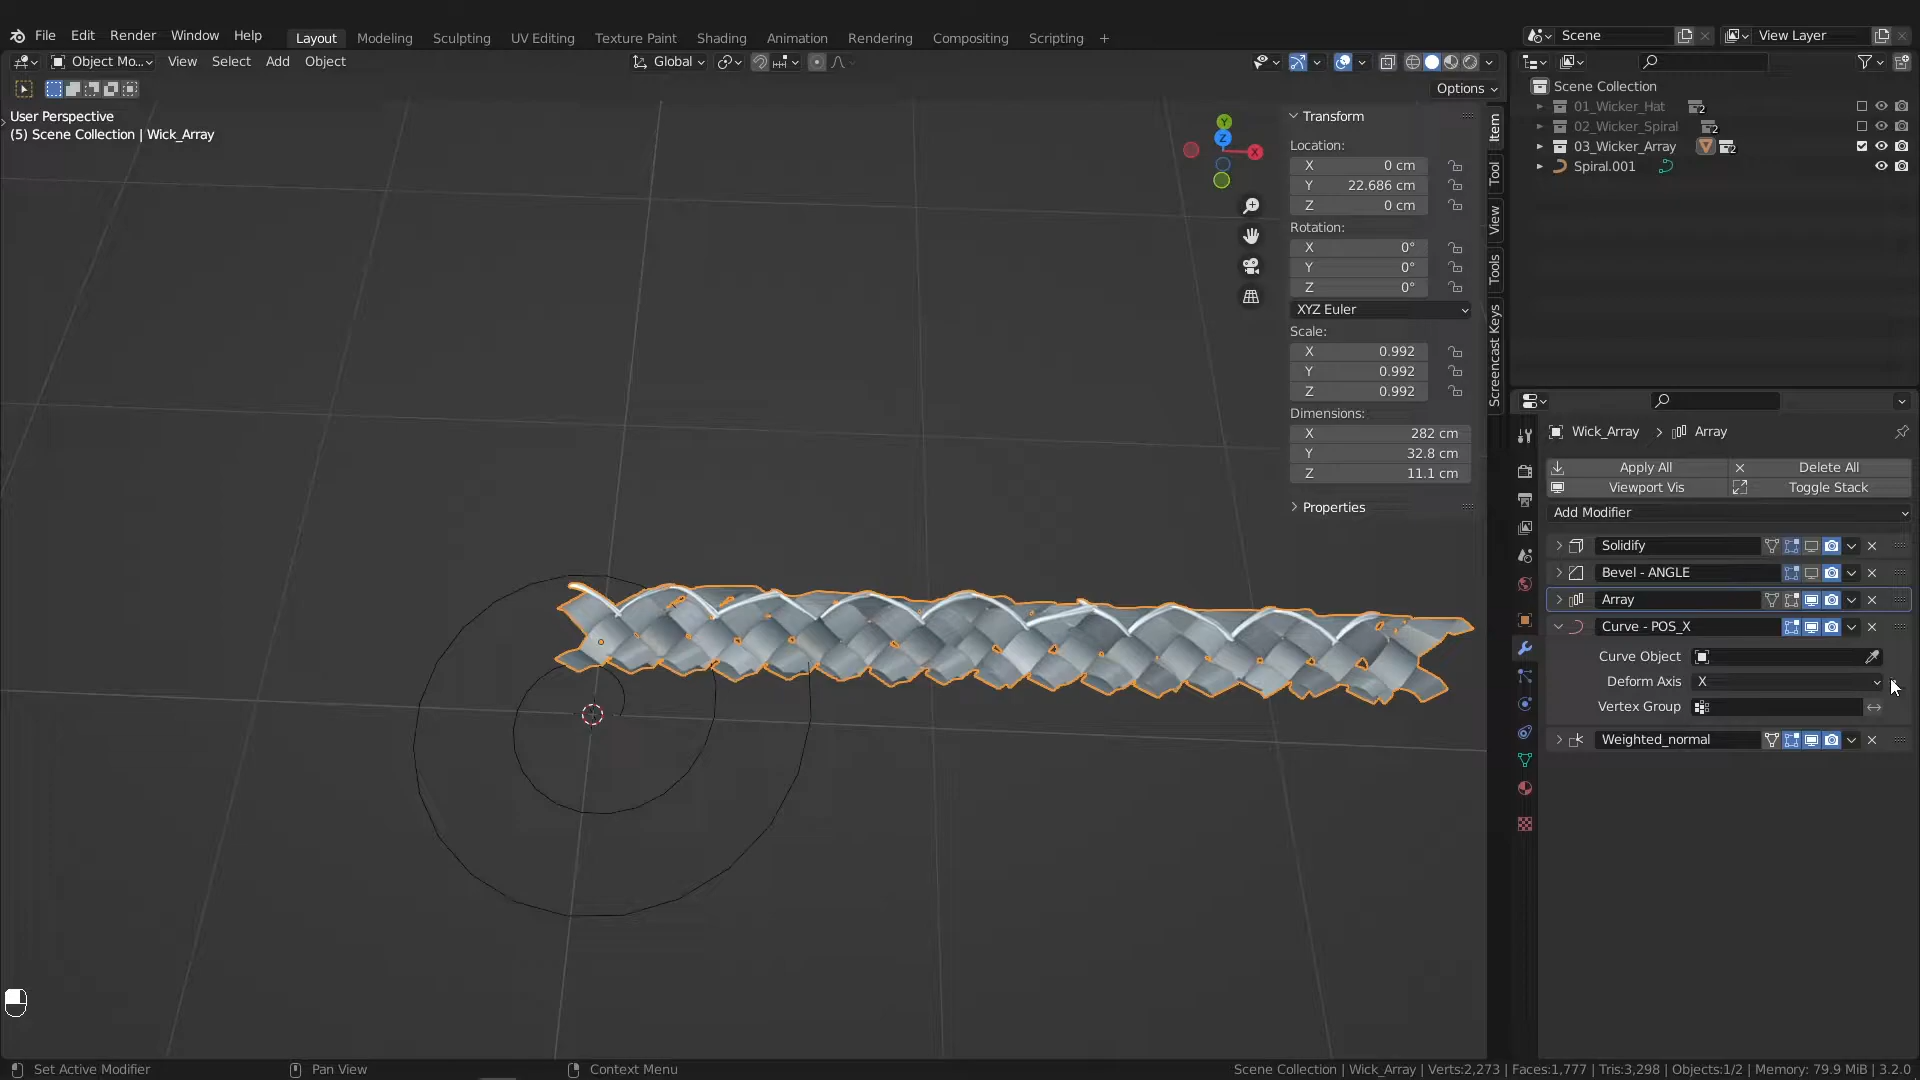 File Edit Render Window Help Layout Modeling Sculpting UV Editing Texture Paint Shading Animation Rendering Compositing Scripting + Scene View Layer
Object Mo... View Select Add Object Global
Options
User Perspective
(5) Scene Collection | Wick_Array
Transform
Location:
X 0 cm
Y 22.686 cm
Z 0 cm
Rotation:
X 0°
Y 0°
Z 0°
XYZ Euler
Scale:
X 0.992
Y 0.992
Z 0.992
Dimensions:
X 282 cm
Y 32.8 cm
Z 11.1 cm
Properties
Item
Tool
View
Tools
Screencast Keys
Y
Z
X
Scene Collection
01_Wicker_Hat 2
02_Wicker_Spiral 2
03_Wicker_Array 2
Spiral.001
Wick_Array > Array
Apply All Delete All
Viewport Vis Toggle Stack
Add Modifier
Solidify
Bevel - ANGLE
Array
Curve - POS_X
Curve Object
Deform Axis X
Vertex Group
Weighted_normal
Set Active Modifier Pan View Context Menu Scene Collection | Wick_Array | Verts:2,273 | Faces:1,777 | Tris:3,298 | Objects:1/2 | Memory: 79.9 MiB | 3.2.0